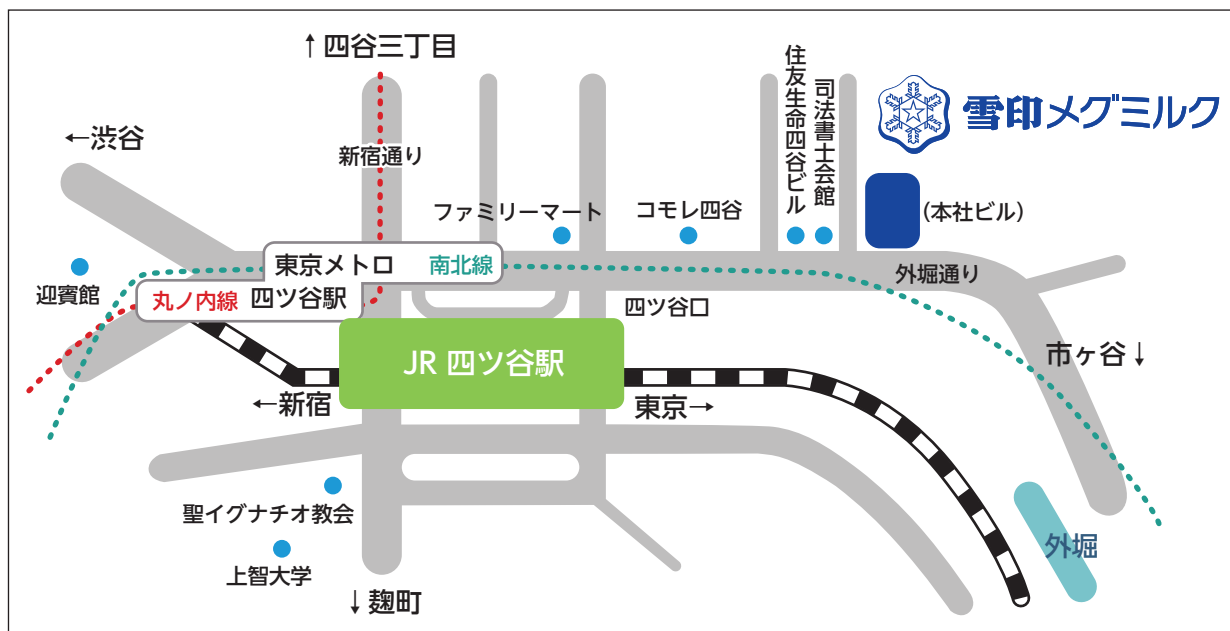 ↑四谷三丁目
住友生命四谷ビル
司法書士会館
雪印メグミルク
←渋谷
新宿通り
ファミリーマート
コモレ四谷
(本社ビル)
東京メトロ 南北線
外堀通り
迎賓館
丸ノ内線 四ツ谷駅
四ツ谷口
市ヶ谷↓
JR 四ツ谷駅
←新宿
東京→
聖イグナチオ教会
外堀
上智大学
↓麹町